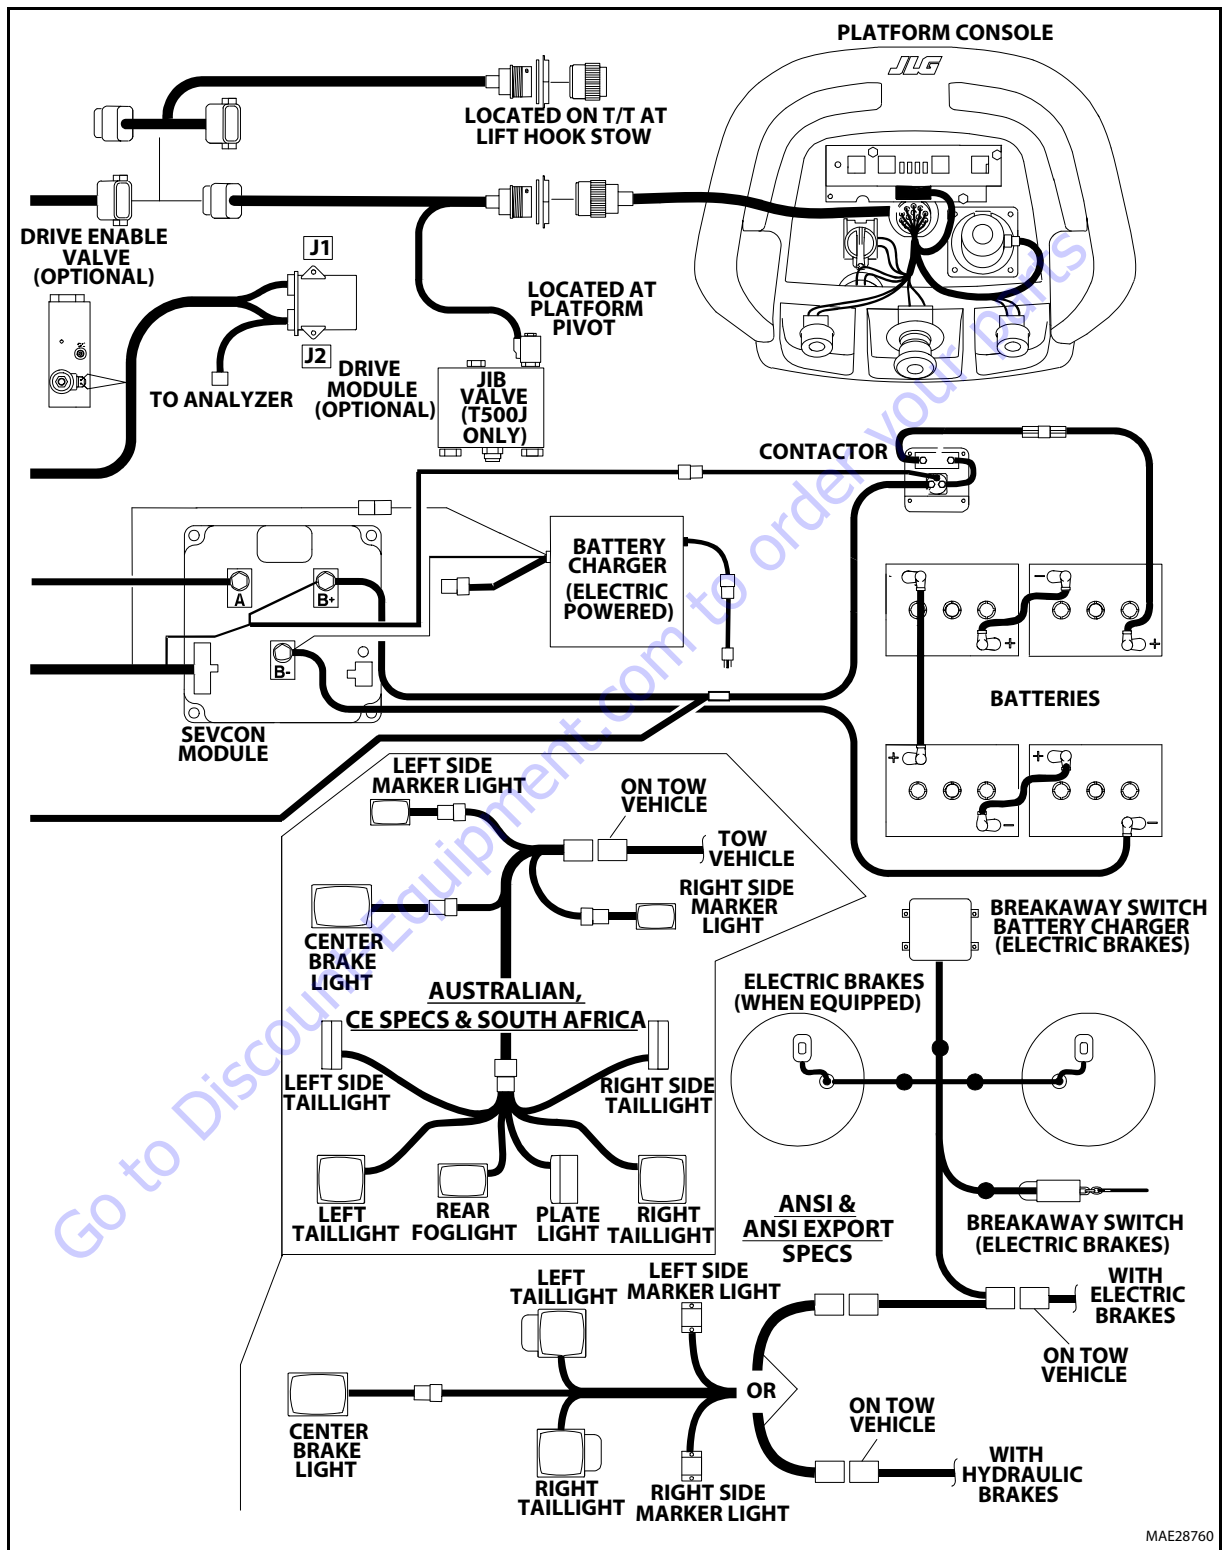 PLATFORM CONSOLE
JLG
LOCATED ON T/T AT
LIFT HOOK STOW
DRIVE ENABLE
VALVE
(OPTIONAL)
J1
J2
TO ANALYZER
DRIVE
MODULE
(OPTIONAL)
LOCATED AT
PLATFORM
PIVOT
JIB
VALVE
(T500J
ONLY)
CONTACTOR
BATTERY
CHARGER
(ELECTRIC
POWERED)
A
B+
B-
SEVCON
MODULE
- + - +
BATTERIES
+ - + -
LEFT SIDE
MARKER LIGHT
ON TOW
VEHICLE
TOW
VEHICLE
RIGHT SIDE
MARKER
LIGHT
CENTER
BRAKE
LIGHT
AUSTRALIAN,
CE SPECS & SOUTH AFRICA
LEFT SIDE
TAILLIGHT
RIGHT SIDE
TAILLIGHT
LEFT
TAILLIGHT
REAR
FOGLIGHT
PLATE
LIGHT
RIGHT
TAILLIGHT
BREAKAWAY SWITCH
BATTERY CHARGER
(ELECTRIC BRAKES)
ELECTRIC BRAKES
(WHEN EQUIPPED)
ANSI &
ANSI EXPORT
SPECS
BREAKAWAY SWITCH
(ELECTRIC BRAKES)
WITH
ELECTRIC
BRAKES
ON TOW
VEHICLE
LEFT
TAILLIGHT
LEFT SIDE
MARKER LIGHT
OR
CENTER
BRAKE
LIGHT
RIGHT
TAILLIGHT
RIGHT SIDE
MARKER LIGHT
ON TOW
VEHICLE
WITH
HYDRAULIC
BRAKES
MAE28760
Go to Discount-Equipment.com to order your parts